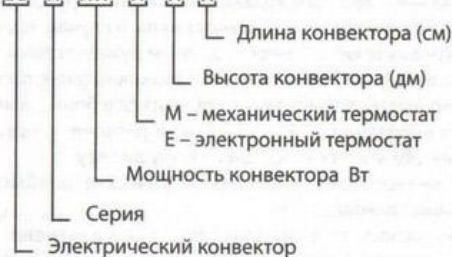 Длина конвектора (см)
Высота конвектора (дм)
М – механический термостат
Е – электронный термостат
Мощность конвектора Вт
Серия
Электрический конвектор